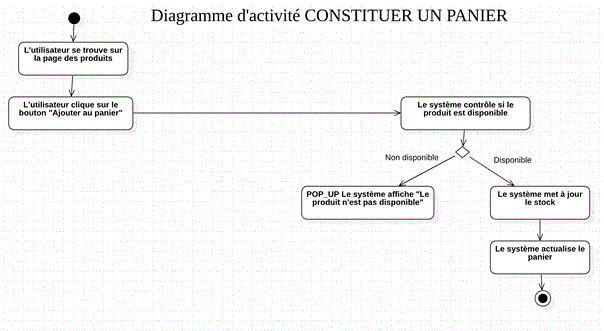 Diagramme d'activité CONSTITUER UN PANIER
L'utilisateur se trouve sur
la page des produits
L'utilisateur clique sur le
bouton "Ajouter au panier"
Le système contrôle si le
produit est disponible
Non disponible
Disponible
POP_UP Le système affiche "Le
produit n'est pas disponible"
Le système met à jour
le stock
Le système actualise le
panier